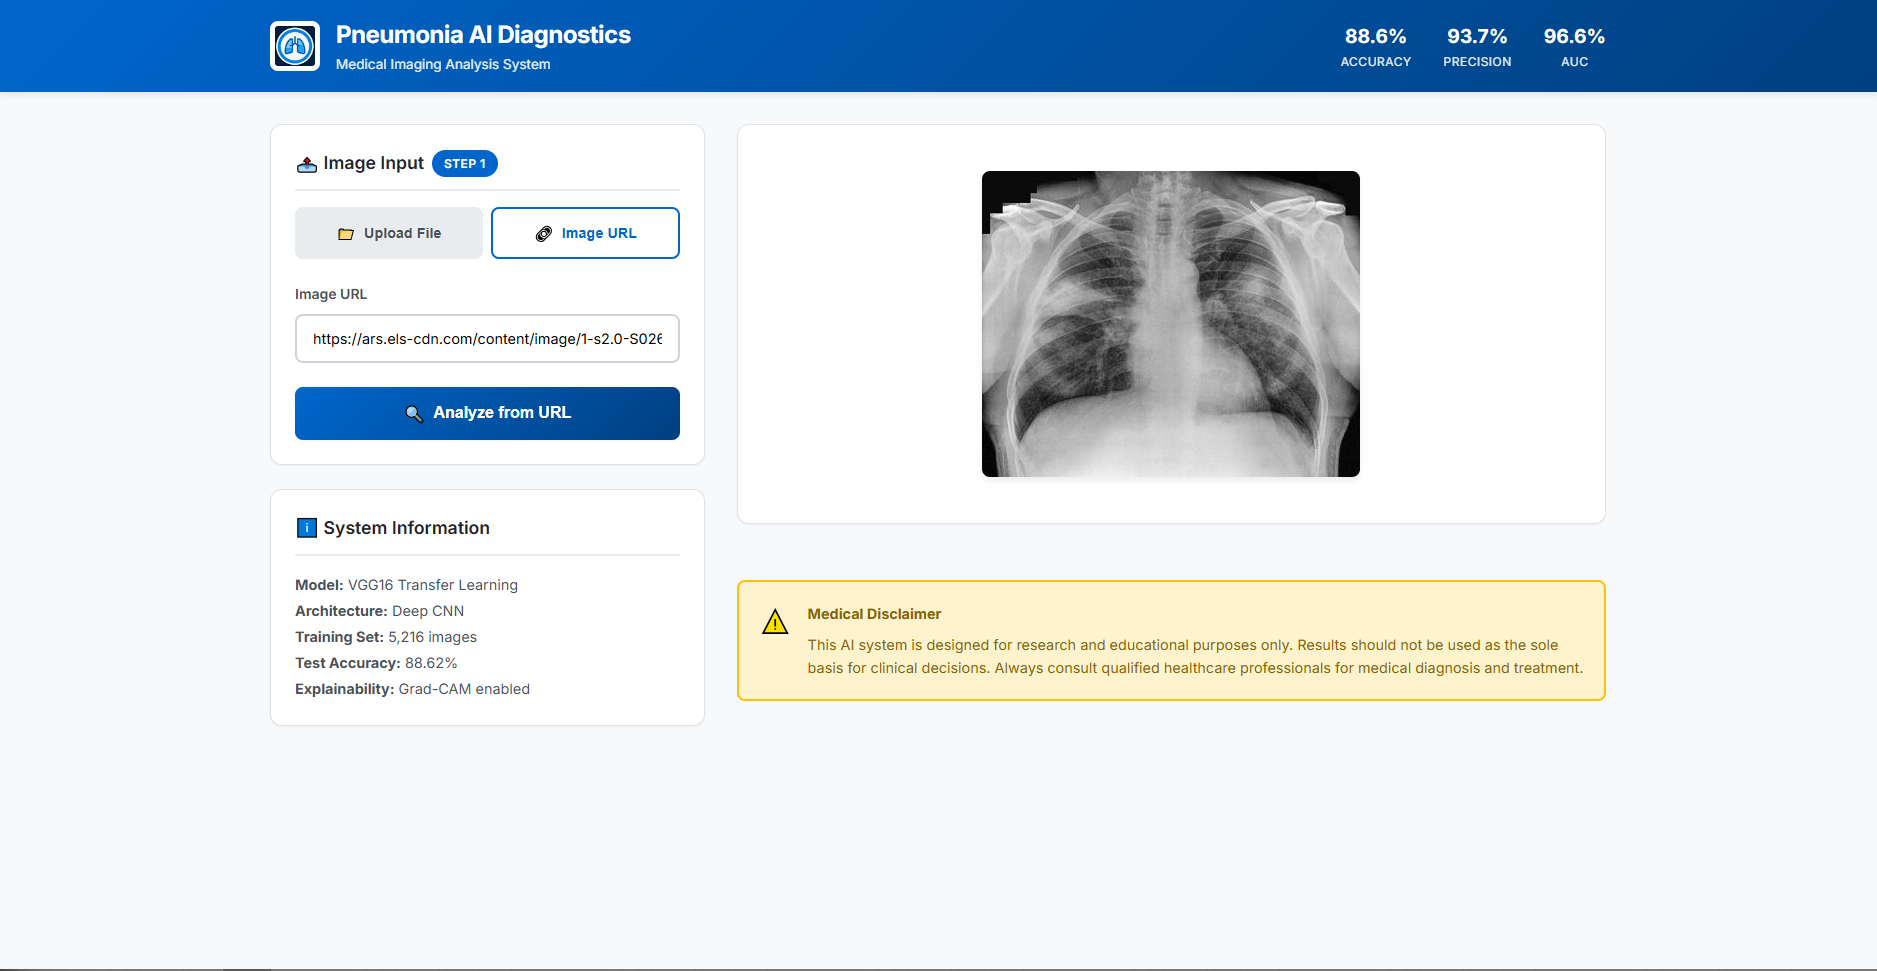 Pneumonia AI Diagnostics
Medical Imaging Analysis System
88.6%
ACCURACY
93.7%
PRECISION
96.6%
AUC
Image Input
STEP 1
Upload File
Image URL
Image URL
https://ars.els-cdn.com/content/image/1-s2.0-S026
Analyze from URL
System Information
Model: VGG16 Transfer Learning
Architecture: Deep CNN
Training Set: 5,216 images
Test Accuracy: 88.62%
Explainability: Grad-CAM enabled
Medical Disclaimer
This AI system is designed for research and educational purposes only. Results should not be used as the sole
basis for clinical decisions. Always consult qualified healthcare professionals for medical diagnosis and treatment.